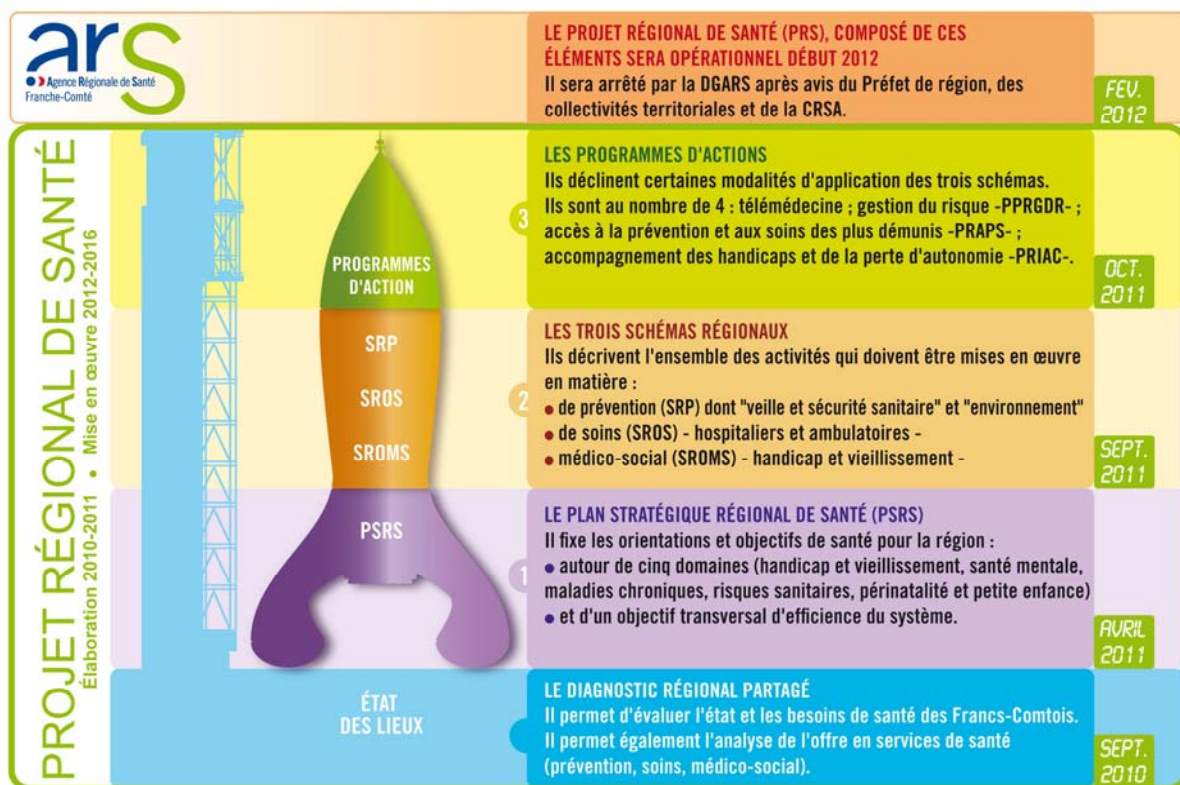 ars
Agence Régionale de Santé
Franche-Comté
LE PROJET RÉGIONAL DE SANTÉ (PRS), COMPOSÉ DE CES
ÉLÉMENTS SERA OPÉRATIONNEL DÉBUT 2012
Il sera arrêté par la DGARS après avis du Préfet de région, des
collectivités territoriales et de la CRSA.
FEV.
2012
PROJET RÉGIONAL DE SANTÉ
Élaboration 2010-2011 • Mise en œuvre 2012-2016
PROGRAMMES
D'ACTION
3
LES PROGRAMMES D'ACTIONS
Ils déclinent certaines modalités d'application des trois schémas.
Ils sont au nombre de 4 : télémédecine ; gestion du risque -PPRGDR- ;
accès à la prévention et aux soins des plus démunis -PRAPS- ;
accompagnement des handicaps et de la perte d'autonomie -PRIAC-.
OCT.
2011
SRP
SROS
SROMS
2
LES TROIS SCHÉMAS RÉGIONAUX
Ils décrivent l'ensemble des activités qui doivent être mises en œuvre
en matière :
• de prévention (SRP) dont "veille et sécurité sanitaire" et "environnement"
• de soins (SROS) - hospitaliers et ambulatoires -
• médico-social (SROMS) - handicap et vieillissement -
SEPT.
2011
PSRS
1
LE PLAN STRATÉGIQUE RÉGIONAL DE SANTÉ (PSRS)
Il fixe les orientations et objectifs de santé pour la région :
• autour de cinq domaines (handicap et vieillissement, santé mentale,
maladies chroniques, risques sanitaires, périnatalité et petite enfance)
• et d'un objectif transversal d'efficience du système.
AVRIL
2011
ÉTAT
DES LIEUX
LE DIAGNOSTIC RÉGIONAL PARTAGÉ
Il permet d'évaluer l'état et les besoins de santé des Francs-Comtois.
Il permet également l'analyse de l'offre en services de santé
(prévention, soins, médico-social).
SEPT.
2010